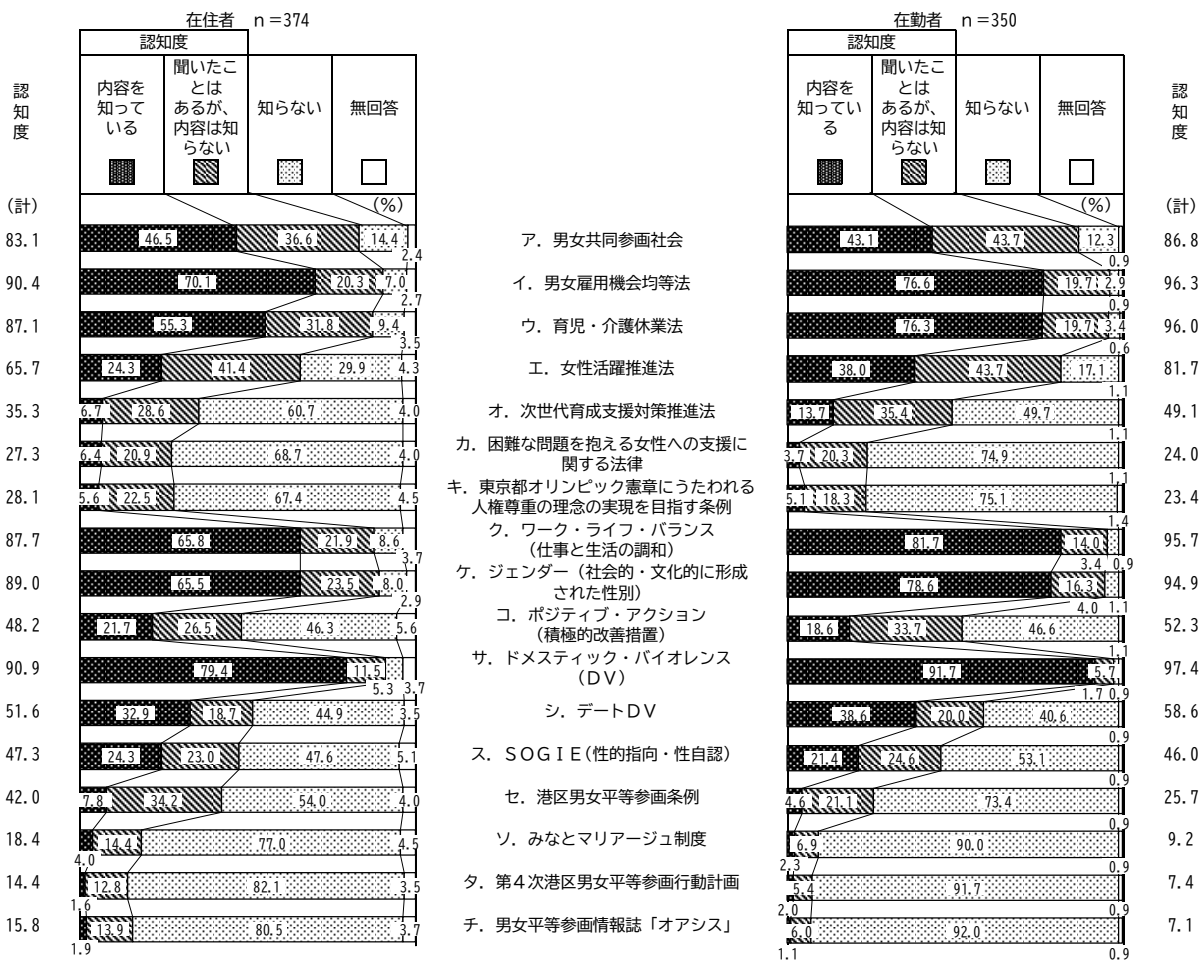 在住者 n=374
認知度
認知度
内容を知っている
聞いたことはあるが、内容は知らない
知らない
無回答
(計)
(%)
在勤者 n=350
認知度
認知度
内容を知っている
聞いたことはあるが、内容は知らない
知らない
無回答
(計)
(%)
83.1 46.5 36.6 14.4 2.4 ア．男女共同参画社会 43.1 43.7 12.3 0.9 86.8
90.4 70.1 20.3 7.0 2.7 イ．男女雇用機会均等法 76.6 19.7 2.9 0.9 96.3
87.1 55.3 31.8 9.4 3.5 ウ．育児・介護休業法 76.3 19.7 3.4 0.6 96.0
65.7 24.3 41.4 29.9 4.3 エ．女性活躍推進法 38.0 43.7 17.1 1.1 81.7
35.3 6.7 28.6 60.7 4.0 オ．次世代育成支援対策推進法 13.7 35.4 49.7 1.1 49.1
27.3 6.4 20.9 68.7 4.0 カ．困難な問題を抱える女性への支援に
関する法律 3.7 20.3 74.9 1.1 24.0
28.1 5.6 22.5 67.4 4.5 キ．東京都オリンピック憲章にうたわれる
人権尊重の理念の実現を目指す条例 5.1 18.3 75.1 1.4 23.4
87.7 65.8 21.9 8.6 3.7 ク．ワーク・ライフ・バランス
（仕事と生活の調和） 81.7 14.0 3.4 0.9 95.7
89.0 65.5 23.5 8.0 2.9 ケ．ジェンダー（社会的・文化的に形成
された性別） 78.6 16.3 4.0 1.1 94.9
48.2 21.7 26.5 46.3 5.6 コ．ポジティブ・アクション
（積極的改善措置） 18.6 33.7 46.6 1.1 52.3
90.9 79.4 11.5 5.3 3.7 サ．ドメスティック・バイオレンス
（ＤＶ） 91.7 5.7 1.7 0.9 97.4
51.6 32.9 18.7 44.9 3.5 シ．デートＤＶ 38.6 20.0 40.6 0.9 58.6
47.3 24.3 23.0 47.6 5.1 ス．ＳＯＧＩＥ（性的指向・性自認） 21.4 24.6 53.1 0.9 46.0
42.0 7.8 34.2 54.0 4.0 セ．港区男女平等参画条例 4.6 21.1 73.4 0.9 25.7
18.4 4.0 14.4 77.0 4.5 ソ．みなとマリアージュ制度 2.3 6.9 90.0 0.9 9.2
14.4 1.6 12.8 82.1 3.5 タ．第４次港区男女平等参画行動計画 2.0 5.4 91.7 0.9 7.4
15.8 1.9 13.9 80.5 3.7 チ．男女平等参画情報誌「オアシス」 1.1 6.0 92.0 0.9 7.1